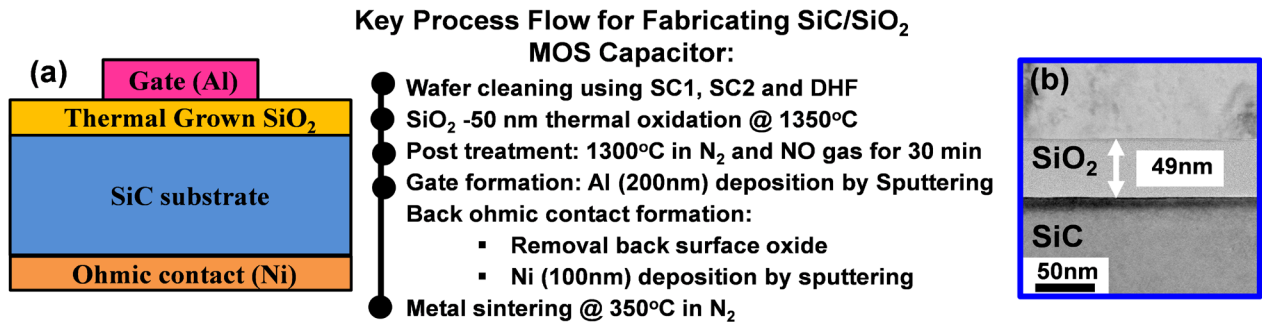 Key Process Flow for Fabricating SiC/SiO₂
MOS Capacitor:
(a)
Gate (Al)
Thermal Grown SiO₂
SiC substrate
Ohmic contact (Ni)
Wafer cleaning using SC1, SC2 and DHF
SiO₂ -50 nm thermal oxidation @ 1350ºC
Post treatment: 1300ºC in N₂ and NO gas for 30 min
Gate formation: Al (200nm) deposition by Sputtering
Back ohmic contact formation:
▪ Removal back surface oxide
▪ Ni (100nm) deposition by sputtering
Metal sintering @ 350ºC in N₂
(b)
SiO₂
49nm
SiC
50nm